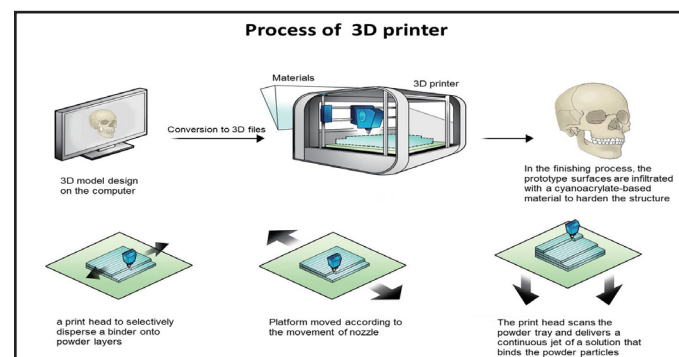 Process of 3D printer
Materials
3D printer
Conversion to 3D files
3D model design
on the computer
In the finishing process, the
prototype surfaces are infiltrated
with a cyanoacrylate-based
material to harden the structure
a print head to selectively
disperse a binder onto
powder layers
Platform moved according to
the movement of nozzle
The print head scans the
powder tray and delivers a
continuous jet of a solution that
binds the powder particles